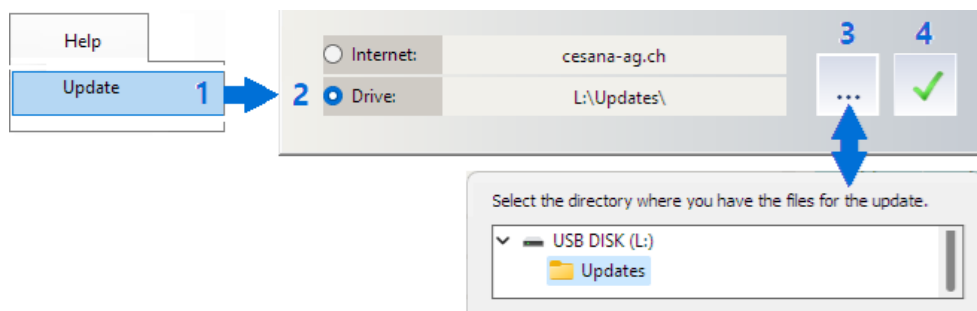 Help
Update
1
2
Internet:
cesana-ag.ch
Drive:
L:\Updates\
3
4
...
Select the directory where you have the files for the update.
USB DISK (L:)
Updates